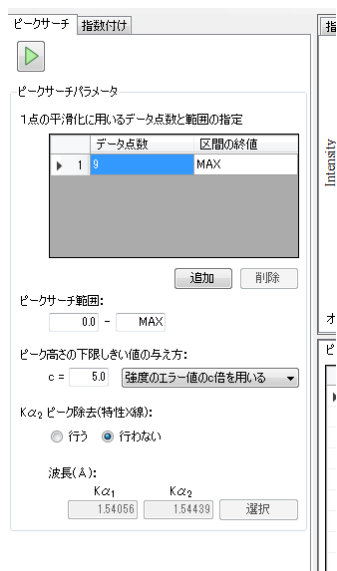 ピークサーチ 指数付け
ピークサーチパラメータ
1点の平滑化に用いるデータ点数と範囲の指定
データ点数 区間の終値
1 9 MAX
追加 削除
ピークサーチ範囲:
0.0 - MAX
ピーク高さの下限しきい値の与え方:
c = 5.0 強度のエラー値のc倍を用いる
Kα2 ピーク除去(特性X線):
行う 行わない
波長(Å):
Kα1 Kα2
1.54056 1.54439 選択
指
Intensity
オ
ピ